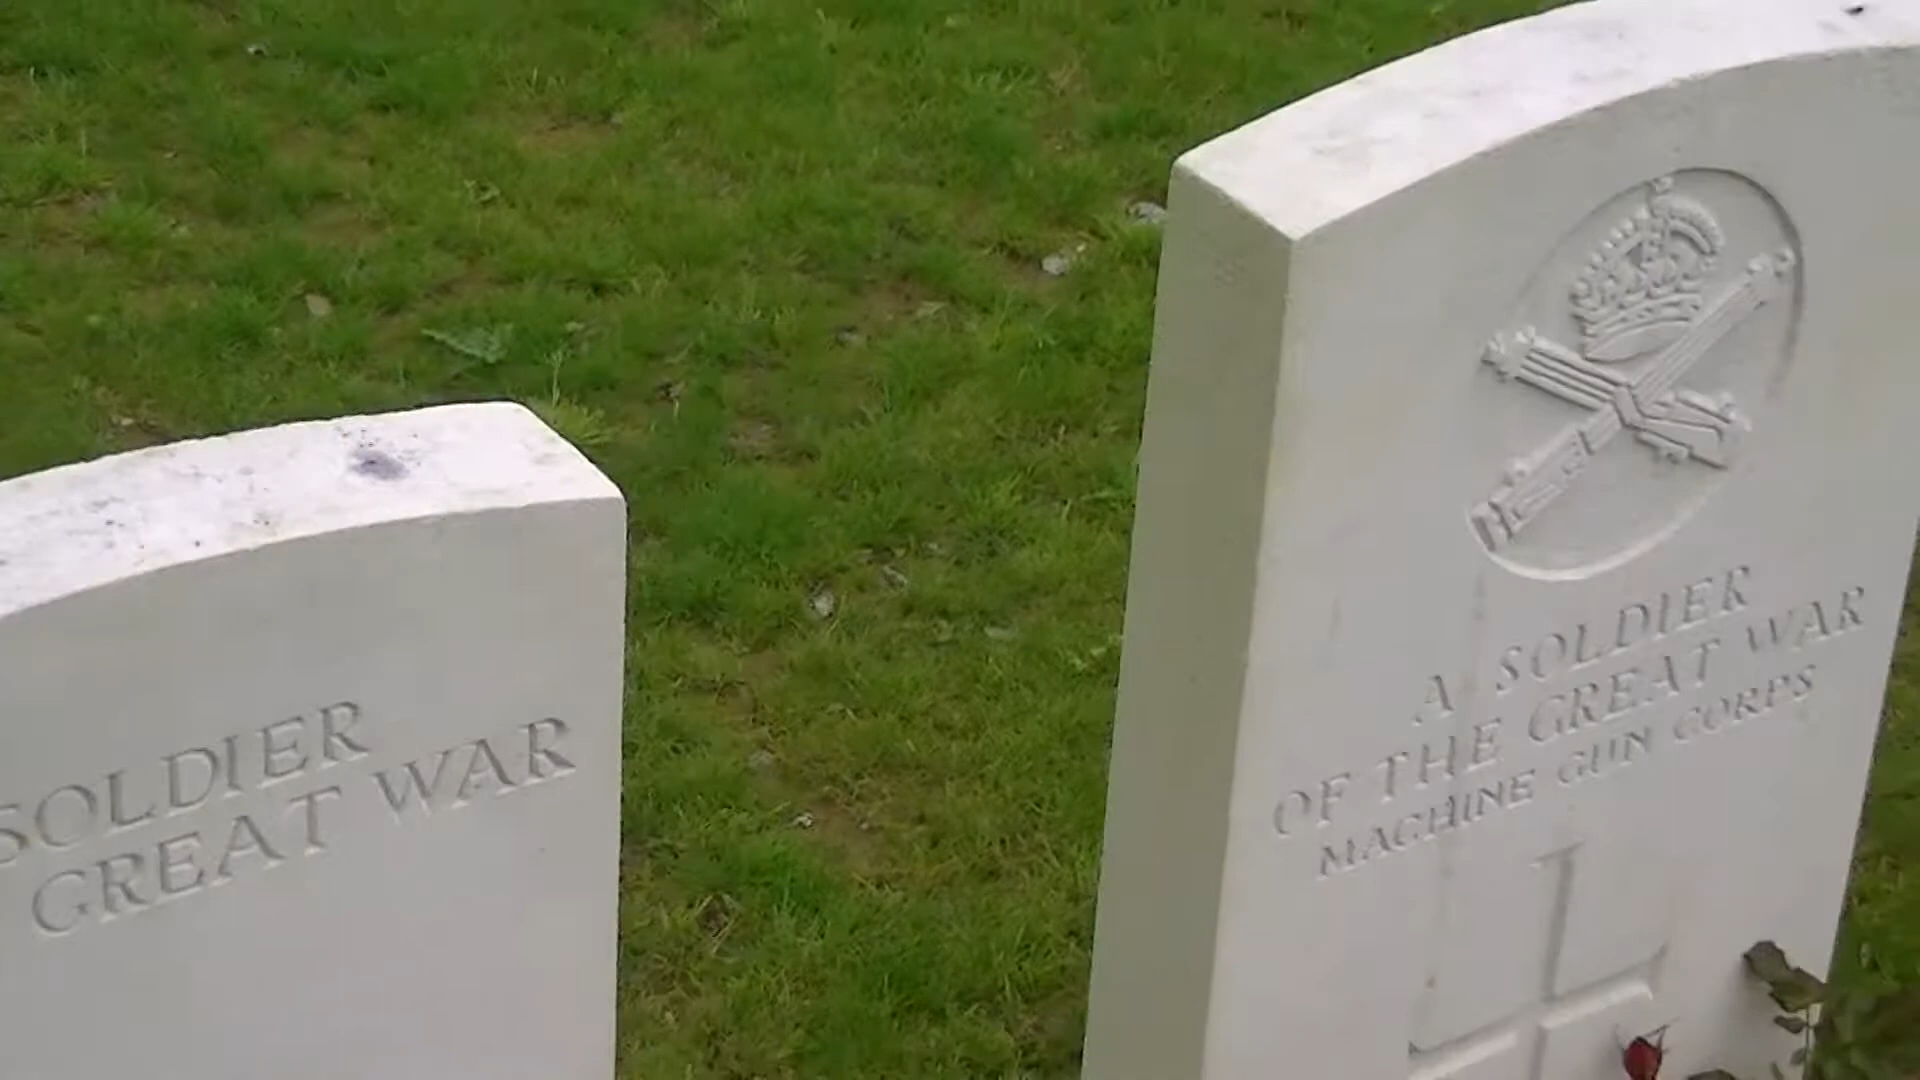 SOLDIER
GREAT WAR
A SOLDIER
OF THE GREAT WAR
MACHINE GUN CORPS